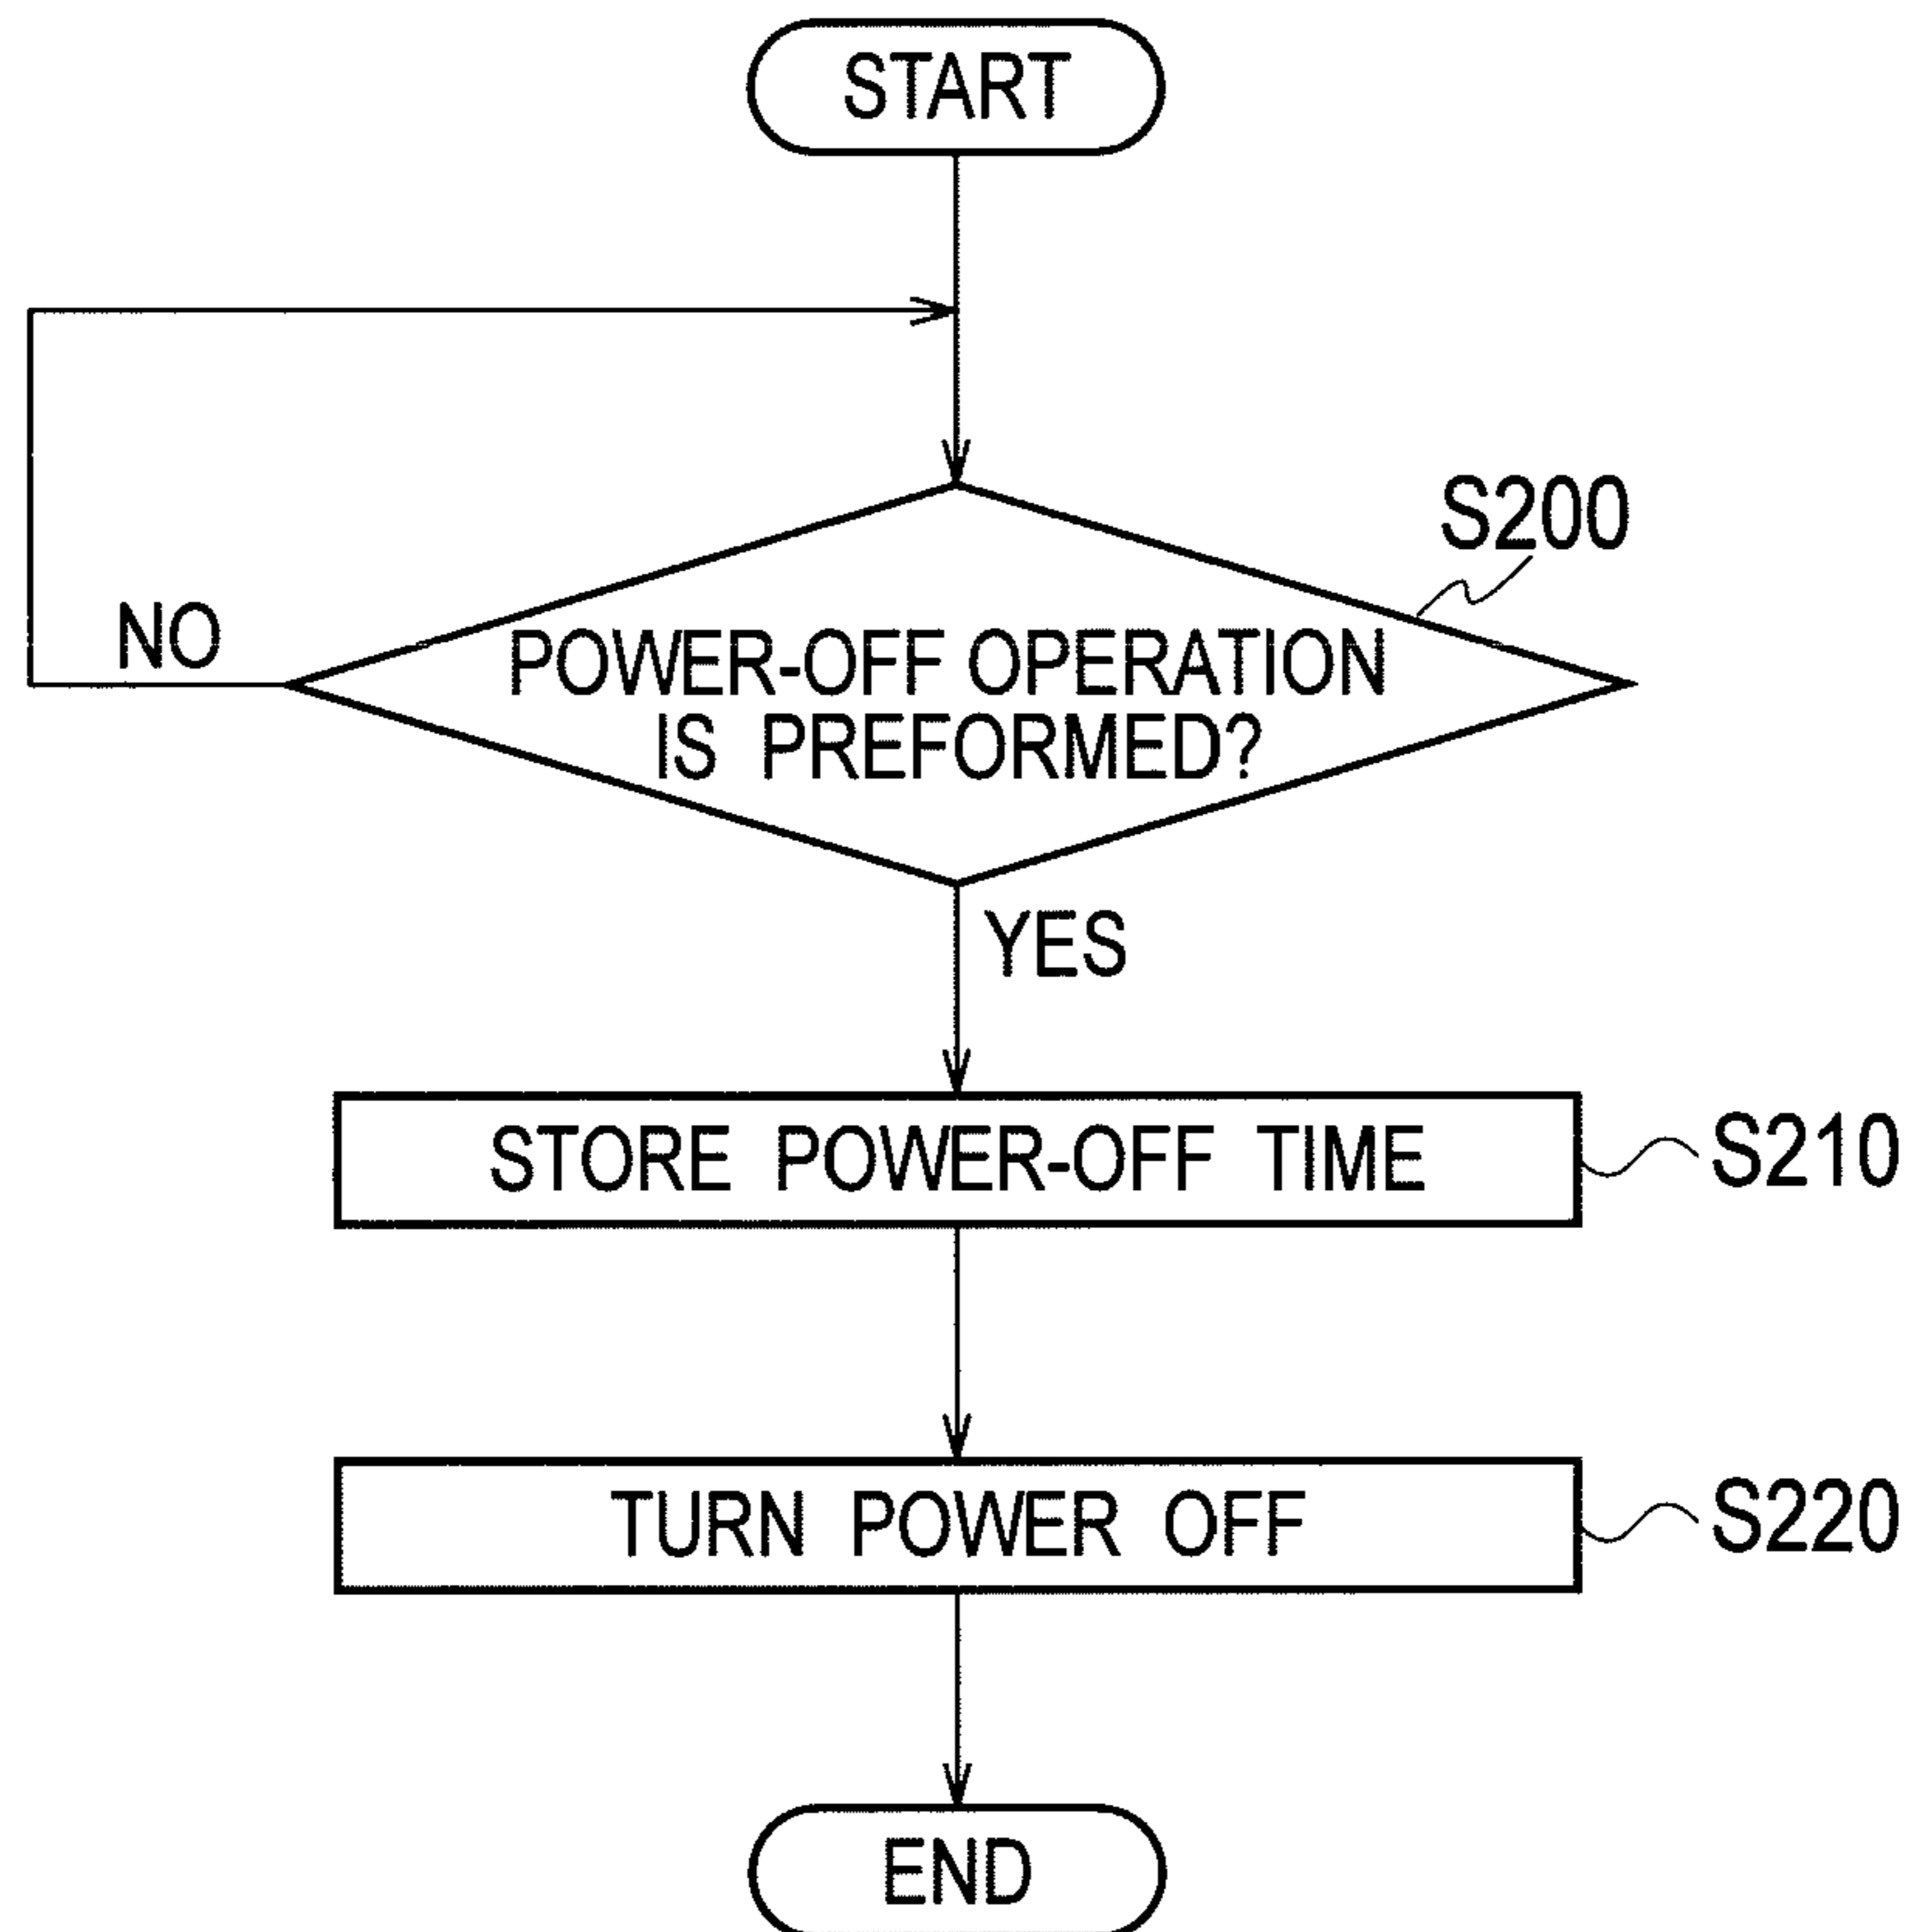 START
S200
NO
POWER-OFF OPERATION
IS PREFORMED?
YES
STORE POWER-OFF TIME
S210
TURN POWER OFF
S220
END